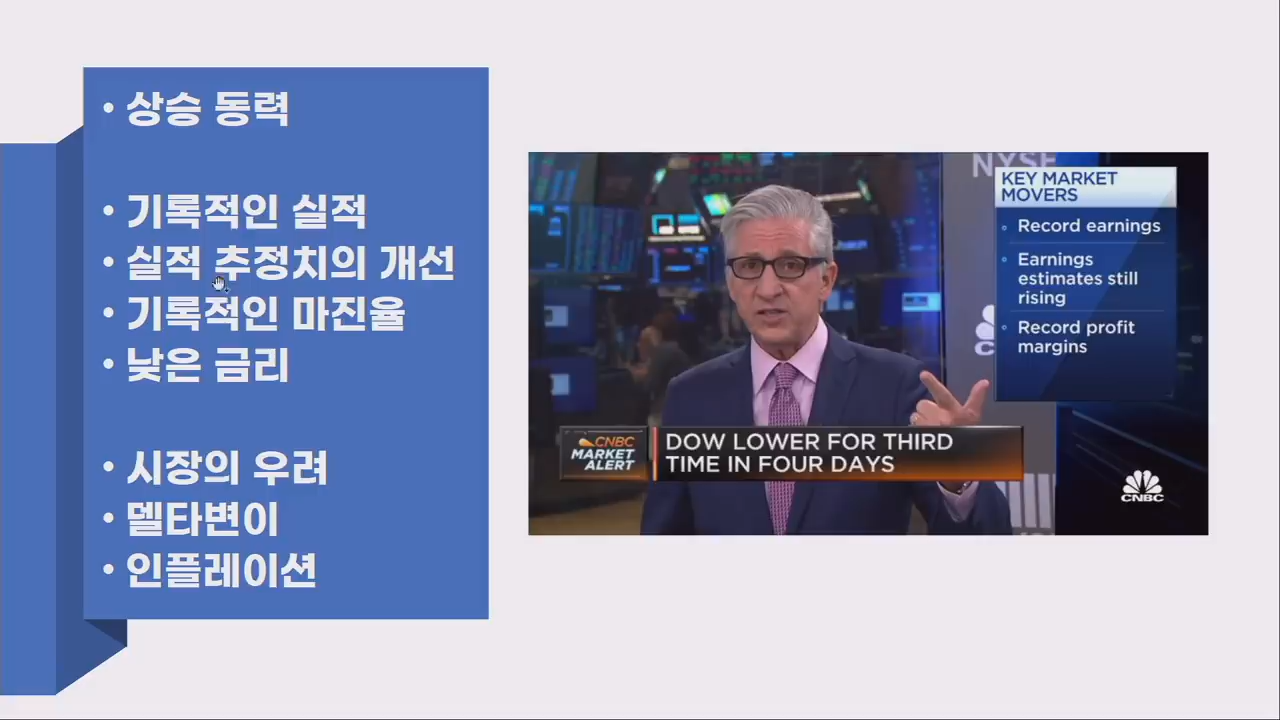 • 상승 동력
• 기록적인 실적
• 실적 추정치의 개선
• 기록적인 마진율
• 낮은 금리
• 시장의 우려
• 델타변이
• 인플레이션
NYSE
KEY MARKET
MOVERS
• Record earnings
• Earnings
estimates still
rising
• Record profit
margins
CNBC
MARKET
ALERT
DOW LOWER FOR THIRD
TIME IN FOUR DAYS
CNBC